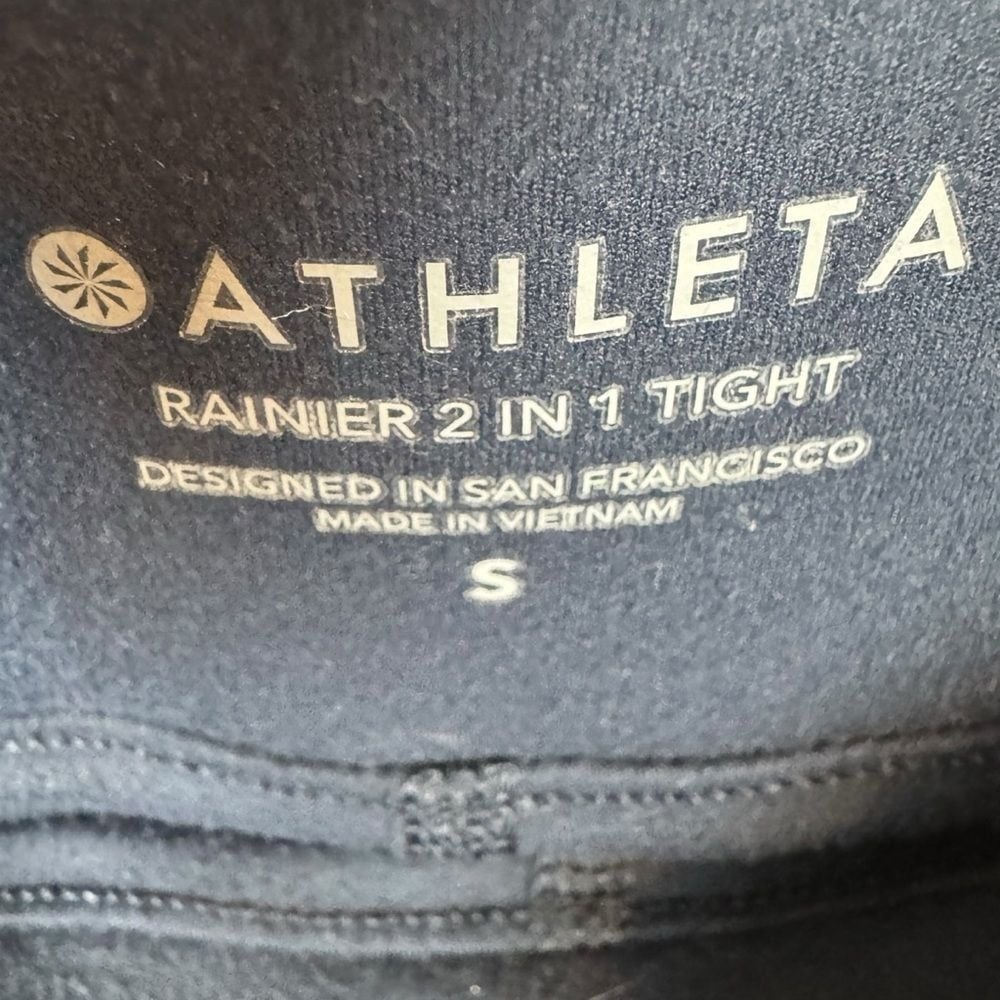 ATHLETA
RAINIER 2 IN 1 TIGHT
DESIGNED IN SAN FRANCISCO
MADE IN VIETNAM
S